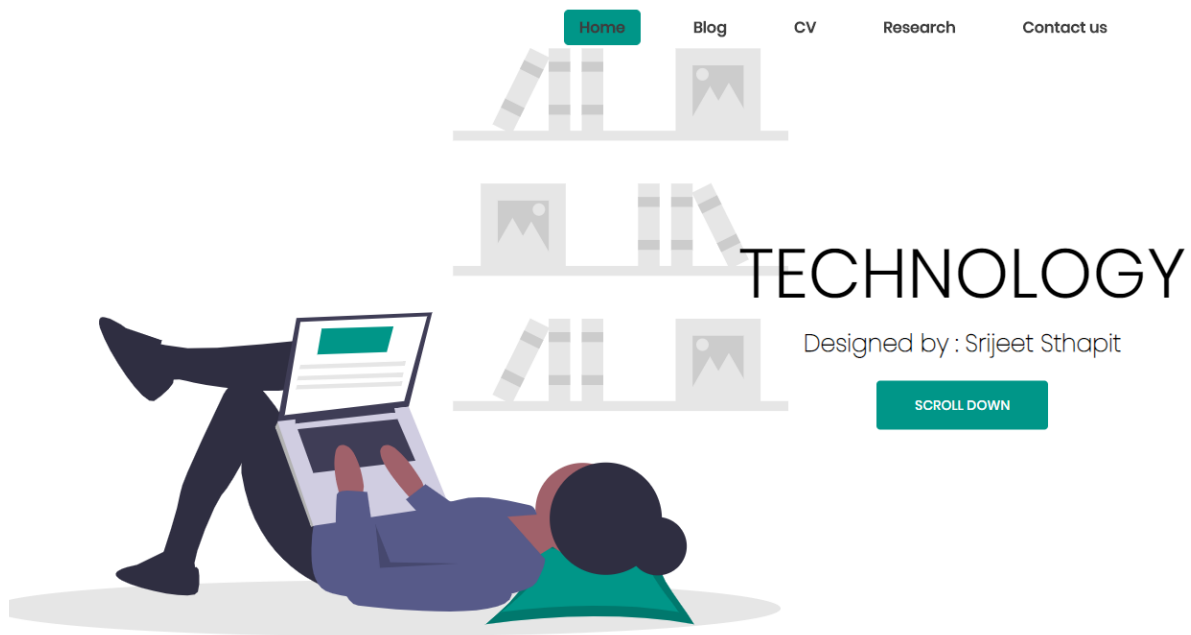 Home Blog CV Research Contact us
TECHNOLOGY
Designed by : Srijeet Sthapit
SCROLL DOWN